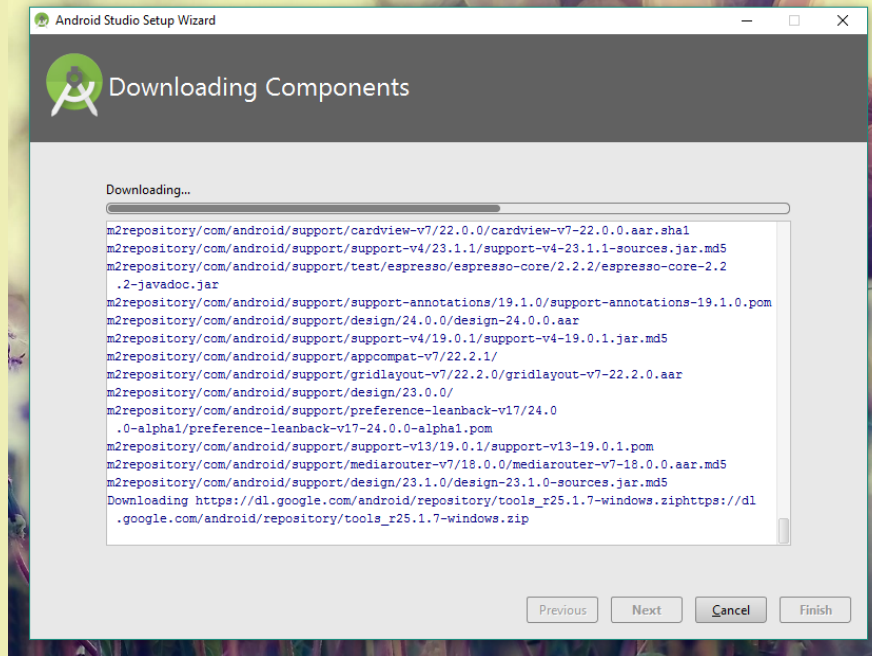 Android Studio Setup Wizard
Downloading Components
Downloading...
m2repository/com/android/support/cardview-v7/22.0.0/cardview-v7-22.0.0.aar.sha1
m2repository/com/android/support/support-v4/23.1.1/support-v4-23.1.1-sources.jar.md5
m2repository/com/android/support/test/espresso/espresso-core/2.2.2/espresso-core-2.2
.2-javadoc.jar
m2repository/com/android/support/support-annotations/19.1.0/support-annotations-19.1.0.pom
m2repository/com/android/support/design/24.0.0/design-24.0.0.aar
m2repository/com/android/support/support-v4/19.0.1/support-v4-19.0.1.jar.md5
m2repository/com/android/support/appcompat-v7/22.2.1/
m2repository/com/android/support/gridlayout-v7/22.2.0/gridlayout-v7-22.2.0.aar
m2repository/com/android/support/design/23.0.0/
m2repository/com/android/support/preference-leanback-v17/24.0
.0-alpha1/preference-leanback-v17-24.0.0-alpha1.pom
m2repository/com/android/support/support-v13/19.0.1/support-v13-19.0.1.pom
m2repository/com/android/support/mediarouter-v7/18.0.0/mediarouter-v7-18.0.0.aar.md5
m2repository/com/android/support/design/23.1.0/design-23.1.0-sources.jar.md5
Downloading https://dl.google.com/android/repository/tools_r25.1.7-windows.ziphttps://dl
.google.com/android/repository/tools_r25.1.7-windows.zip
Previous
Next
Cancel
Finish